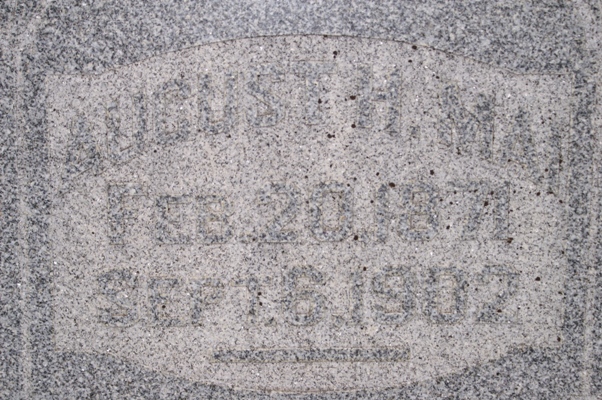 AUGUST H.
FEB. 20, 1871
SEPT. 6, 1902